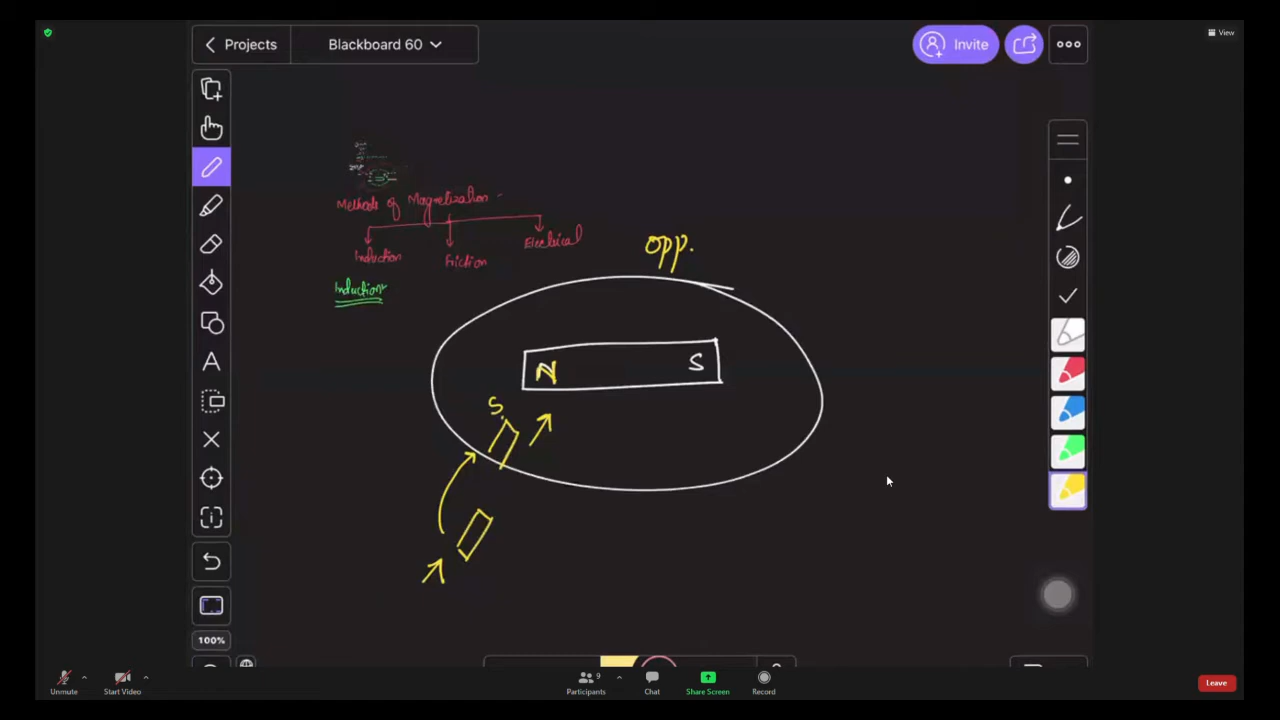 View
Projects
Blackboard 60
Invite
Methods of Magnetization
Induction Friction Electrical
Induction
opp.
N S
S
A
100%
9
Unmute
Start Video
Participants
Chat
Share Screen
Record
Leave